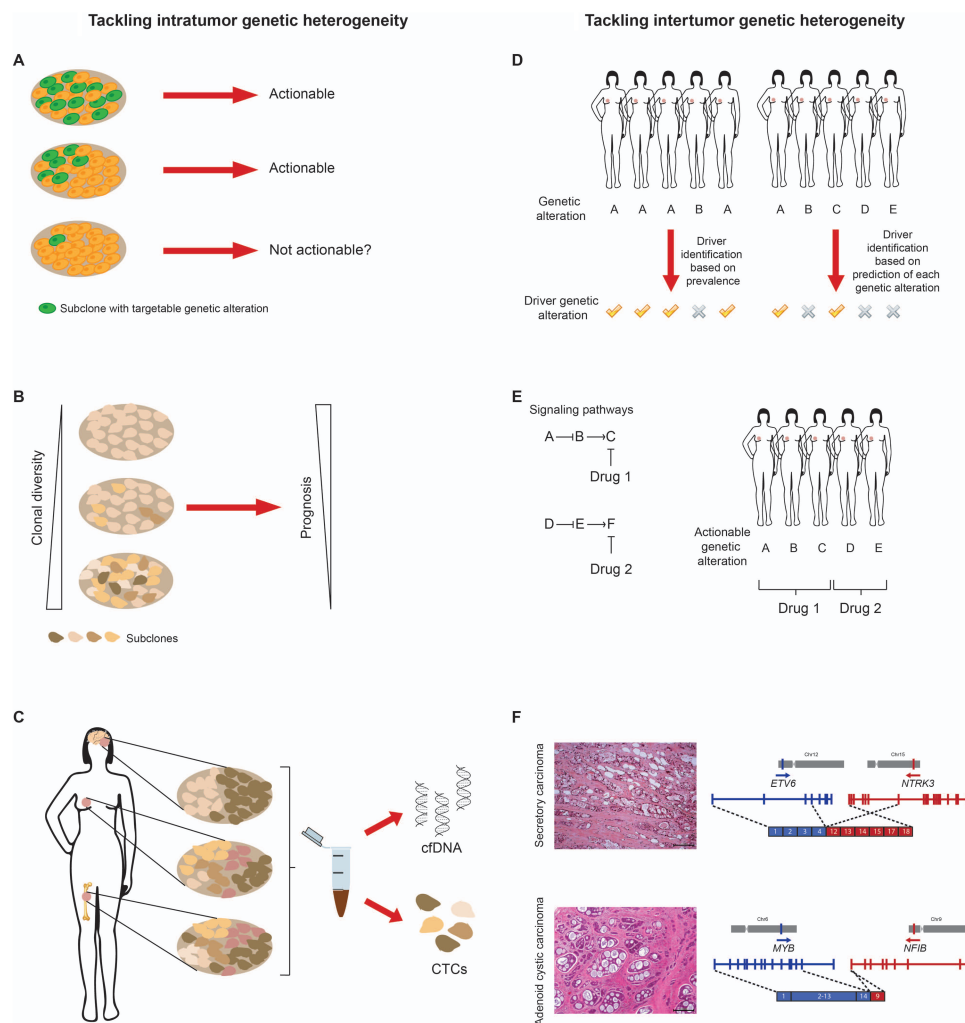 Tackling intratumor genetic heterogeneity
A
Actionable
Actionable
Not actionable?
Subclone with targetable genetic alteration
B
Clonal diversity
Prognosis
Subclones
C
cfDNA
CTCs
Tackling intertumor genetic heterogeneity
D
Genetic
alteration
A A A B A
A B C D E
Driver
identification
based on
prevalence
Driver
identification
based on
prediction of each
genetic alteration
Driver genetic
alteration
E
Signaling pathways
A B C
Drug 1
D E F
Drug 2
Actionable
genetic
alteration
A B C D E
Drug 1 Drug 2
F
Secretory carcinoma
Chr12
Chr15
ETV6
NTRK3
1 2 3 4 12 13 14 15 17 18
Adenoid cystic carcinoma
Chr6
Chr9
MYB
NFIB
1 2-13 14 9